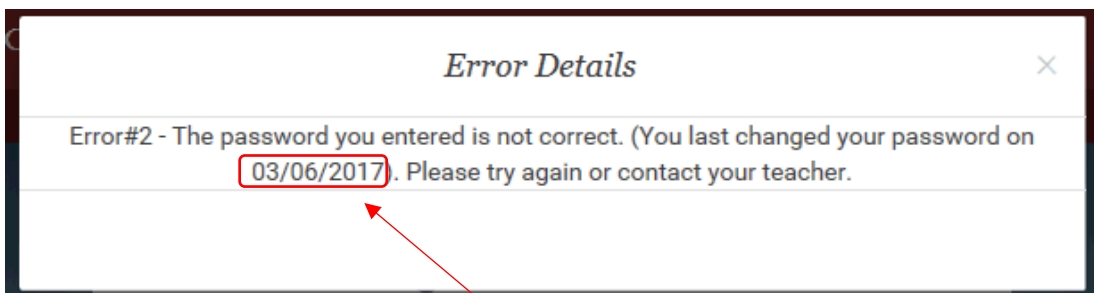 Error Details
Error#2 - The password you entered is not correct. (You last changed your password on
03/06/2017). Please try again or contact your teacher.